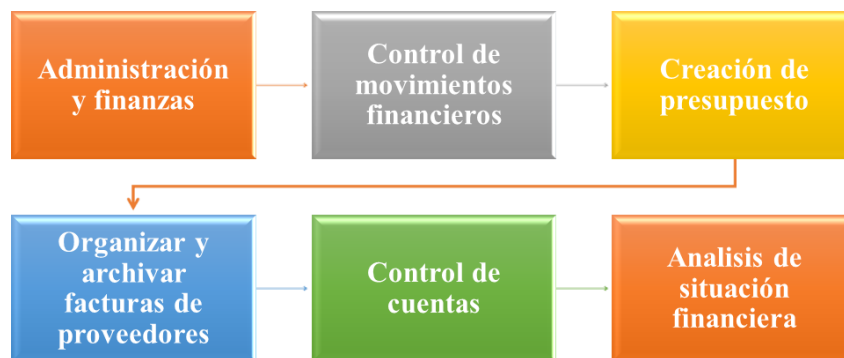 Administración
y finanzas
Control de
movimientos
financieros
Creación de
presupuesto
Organizar y
archivar
facturas de
proveedores
Control de
cuentas
Analisis de
situación
financiera